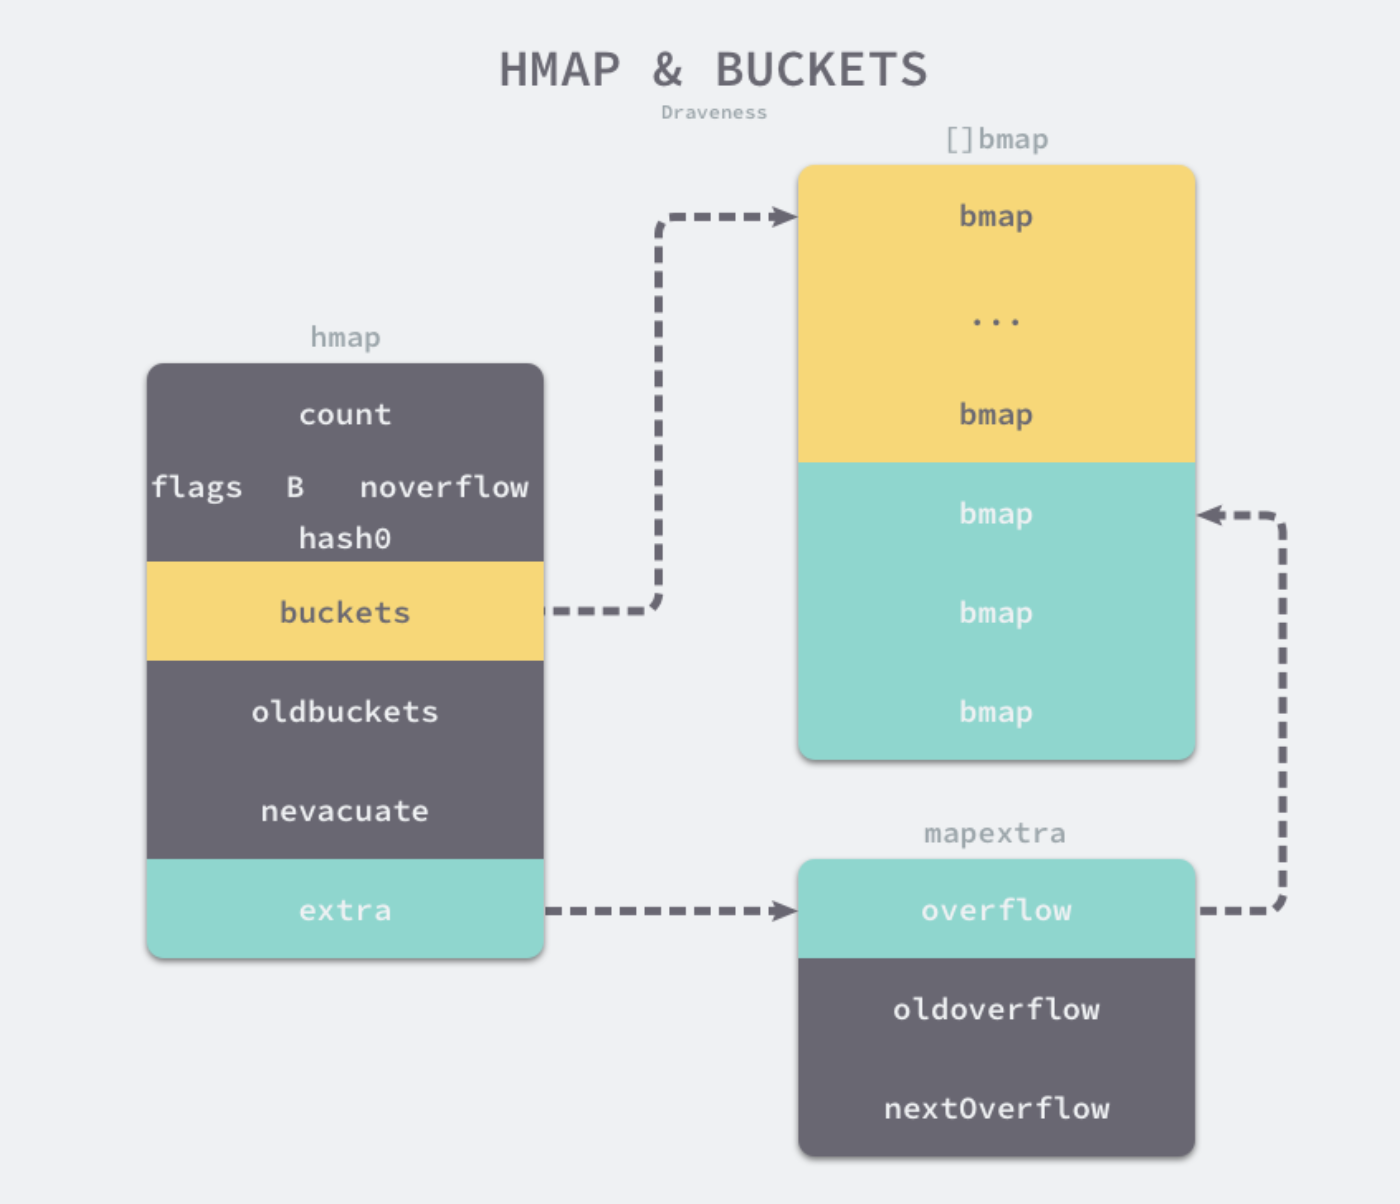 HMAP & BUCKETS
Draveness
[]bmap
bmap
...
bmap
bmap
bmap
bmap
hmap
count
flags B noverflow
hash0
buckets
oldbuckets
nevacuate
extra
mapextra
overflow
oldoverflow
nextOverflow